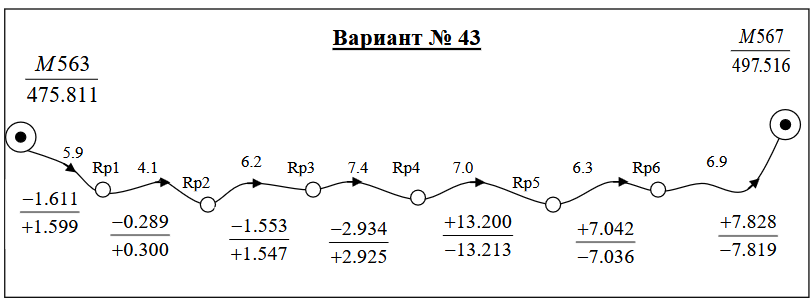 Вариант № 43
М563
475.811
М567
497.516
5.9
Rp1
4.1
Rp2
6.2
Rp3
7.4
Rp4
7.0
Rp5
6.3
Rp6
6.9
−1.611
+1.599
−0.289
+0.300
−1.553
+1.547
−2.934
+2.925
+13.200
−13.213
+7.042
−7.036
+7.828
−7.819